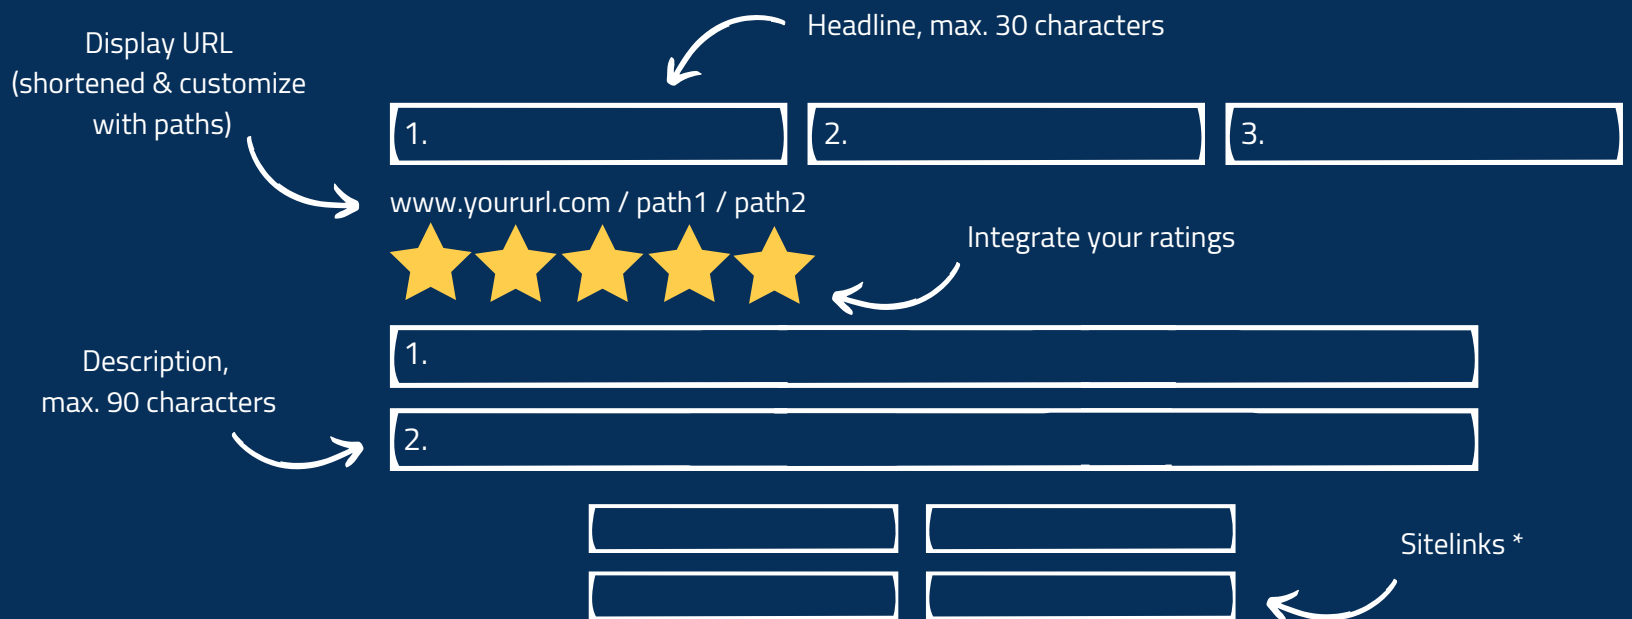 Headline, max. 30 characters
Display URL
(shortened & customize
with paths)
1.
2.
3.
www.yoururl.com / path1 / path2
Integrate your ratings
1.
Description,
max. 90 characters
2.
Sitelinks *